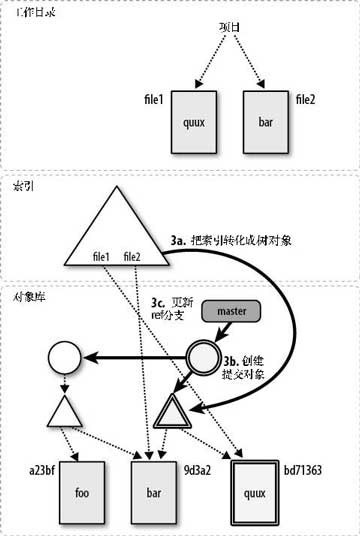 工作目录
项目
file1
file2
quux
bar
索引
3a. 把索引转化成树对象
file1
file2
对象库
3c. 更新
ref分支
master
3b. 创建
提交对象
a23bf
9d3a2
bd71363
foo
bar
quux